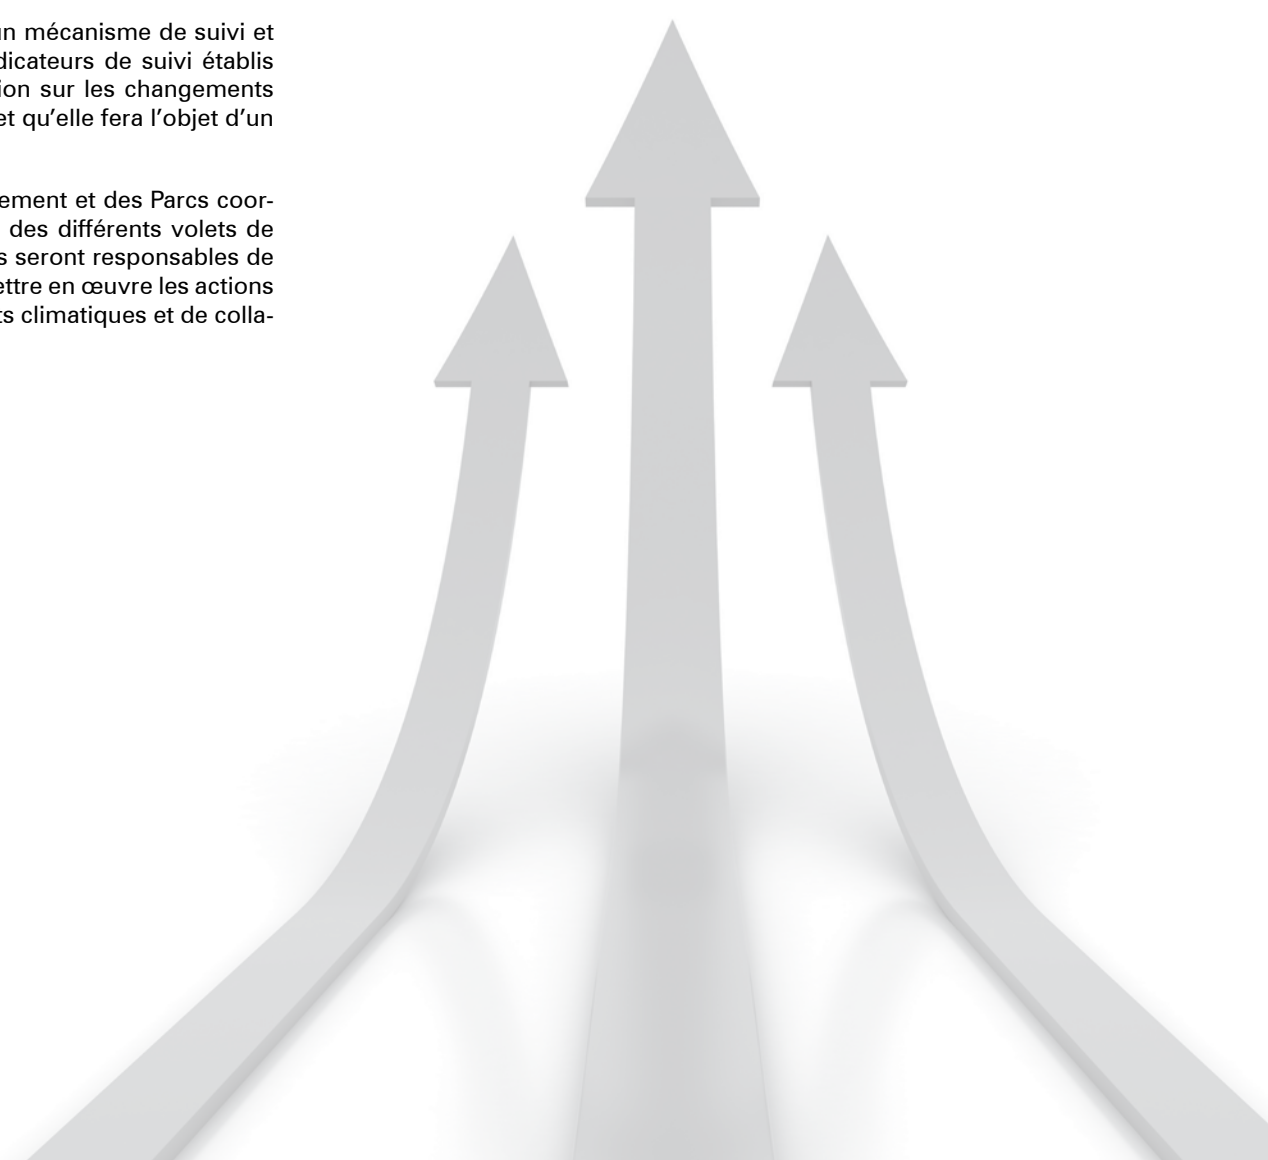 un mécanisme de suivi et
dicateurs de suivi établis
ion sur les changements
et qu’elle fera l’objet d’un
ement et des Parcs coor-
des différents volets de
s seront responsables de
ettre en œuvre les actions
ts climatiques et de colla-